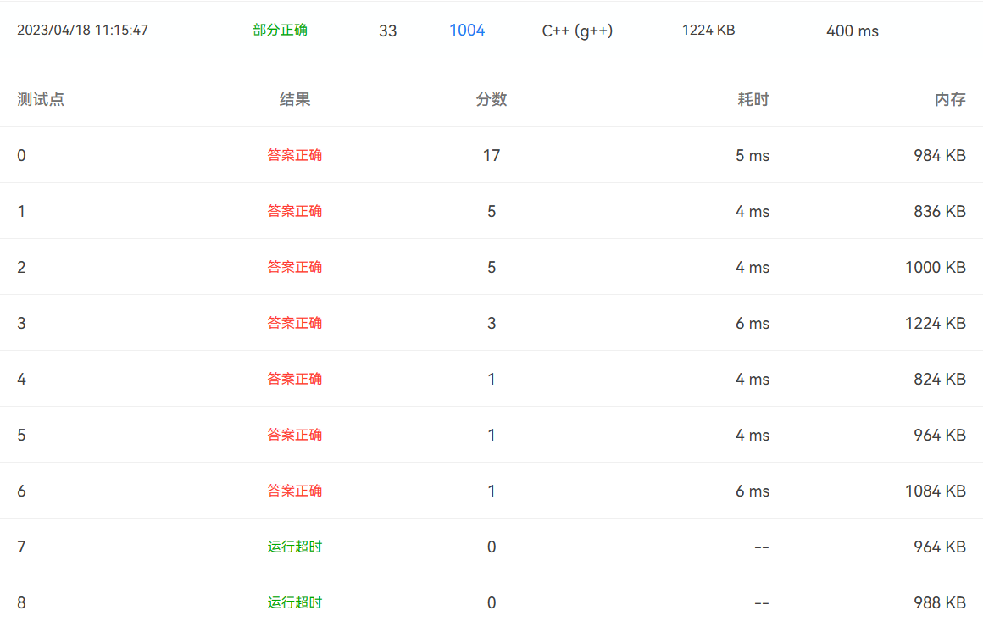 2023/04/18 11:15:47 部分正确 33 1004 C++ (g++) 1224 KB 400 ms
测试点 结果 分数 耗时 内存
0 答案正确 17 5 ms 984 KB
1 答案正确 5 4 ms 836 KB
2 答案正确 5 4 ms 1000 KB
3 答案正确 3 6 ms 1224 KB
4 答案正确 1 4 ms 824 KB
5 答案正确 1 4 ms 964 KB
6 答案正确 1 6 ms 1084 KB
7 运行超时 0 -- 964 KB
8 运行超时 0 -- 988 KB